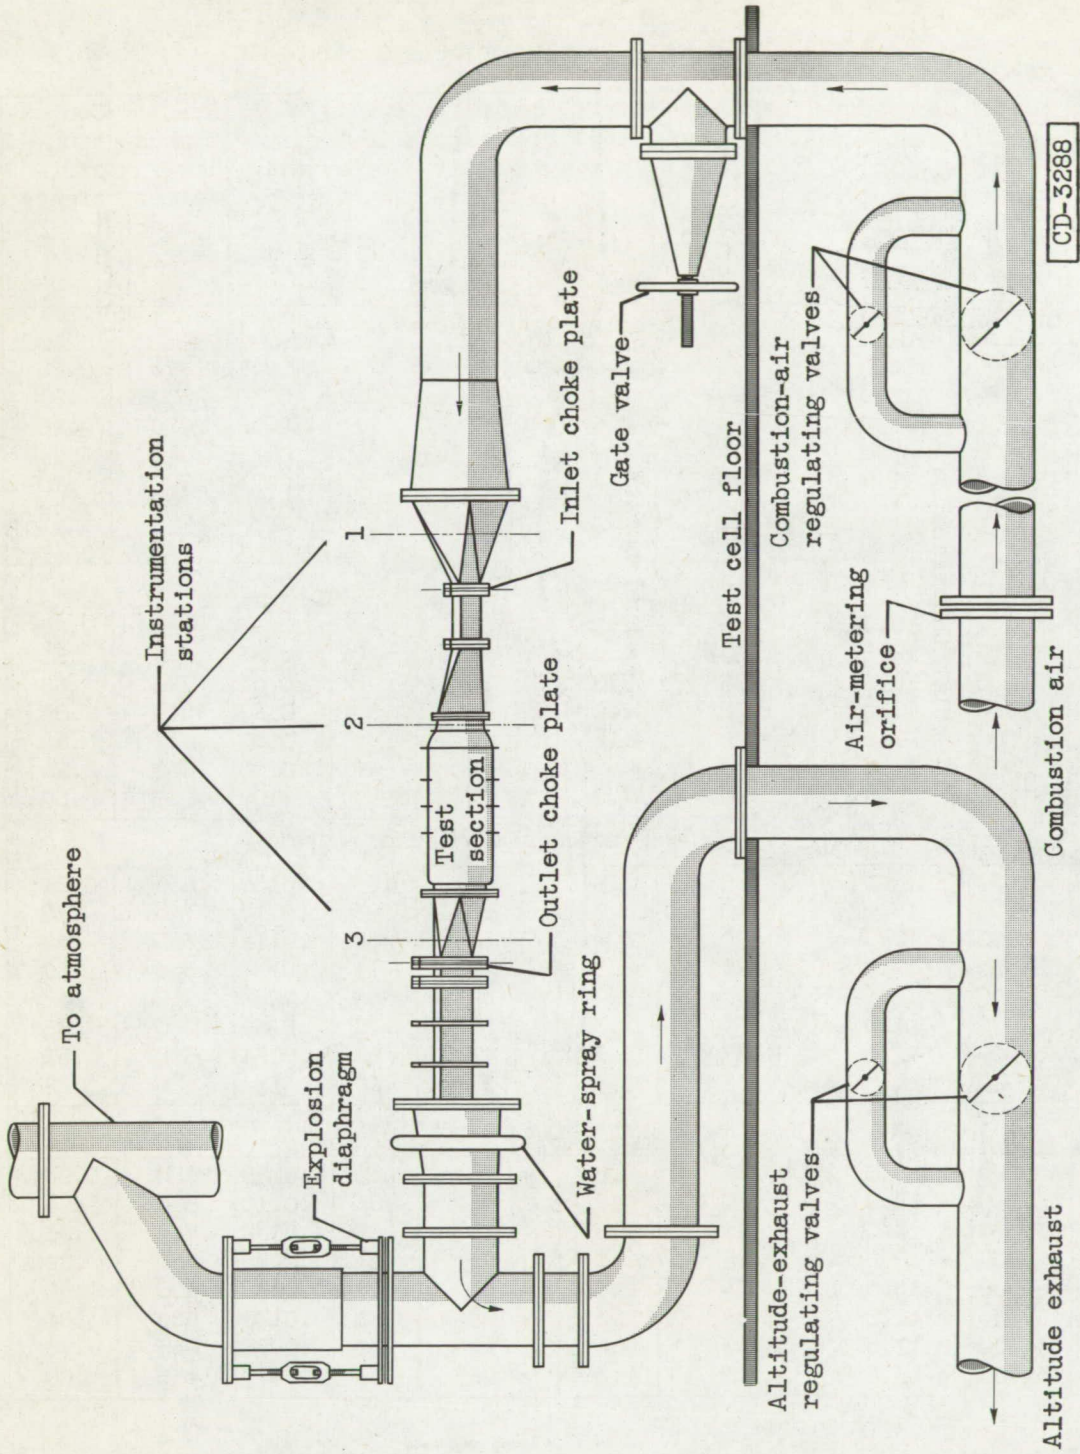 To atmosphere
Instrumentation
stations
Explosion
diaphragm
3
2
1
Test
section
Inlet choke plate
Outlet choke plate
Gate valve
Water-spray ring
Test cell floor
Combustion-air
regulating valves
Altitude-exhaust
regulating valves
Air-metering
orifice
Combustion air
Altitude exhaust
CD-3288